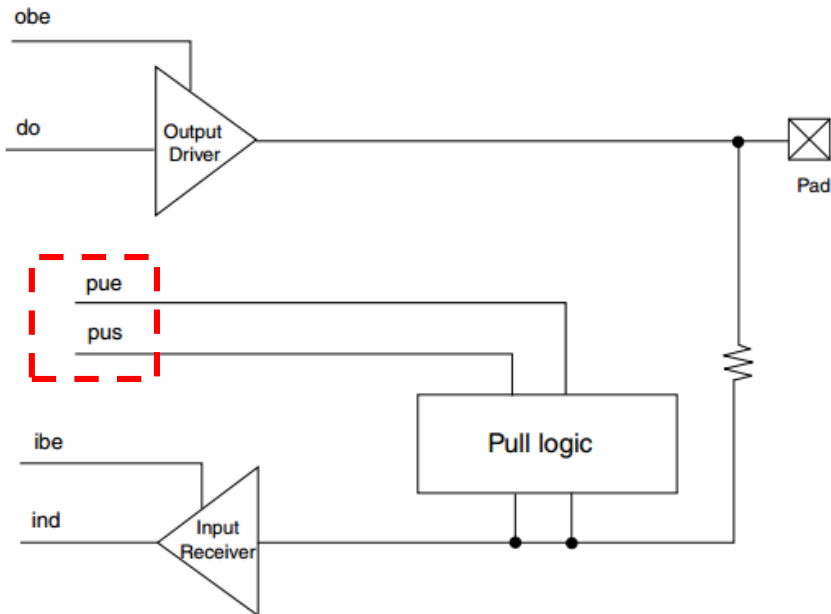 obe
do
Output
Driver
Pad
pue
pus
Pull logic
ibe
ind
Input
Receiver